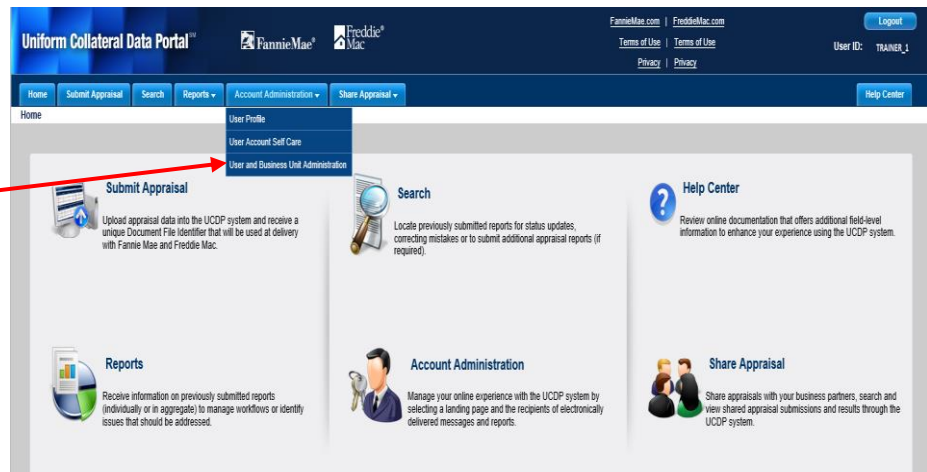 Uniform Collateral Data Portal℠
FannieMae®
Freddie Mac®
FannieMae.com | FreddieMac.com
Terms of Use | Terms of Use
Privacy | Privacy
Logout
User ID: TRAINER_1
Home Submit Appraisal Search Reports Account Administration Share Appraisal Help Center
Home
User Profile
User Account Self Care
User and Business Unit Administration
Submit Appraisal
Upload appraisal data into the UCDP system and receive a
unique Document File Identifier that will be used at delivery
with Fannie Mae and Freddie Mac.
Search
Locate previously submitted reports for status updates,
correcting mistakes or to submit additional appraisal reports (if
required).
Help Center
Review online documentation that offers additional field-level
information to enhance your experience using the UCDP system.
Reports
Receive information on previously submitted reports
(individually or in aggregate) to manage workflows or identify
issues that should be addressed.
Account Administration
Manage your online experience with the UCDP system by
selecting a landing page and the recipients of electronically
delivered messages and reports.
Share Appraisal
Share appraisals with your business partners, search and
view shared appraisal submissions and results through the
UCDP system.